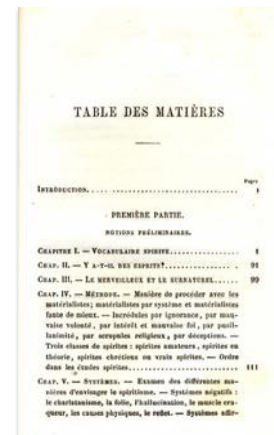 TABLE DES MATIÈRES
Pages
INTRODUCTION. . . . . . . . . . . . . . . . . . . . . . . . . . . . . . . 1
PREMIÈRE PARTIE.
NOTIONS PRÉLIMINAIRES.
CHAPITRE I. — VOCABULAIRE SPIRITE. . . . . . . . . . . . . . . . . 1
CHAP. II. — Y A-T-IL DES ESPRITS?. . . . . . . . . . . . . . . . . 91
CHAP. III. — LE MERVEILLEUX ET LE SURNATUREL. . . . . . 99
CHAP. IV. — MÉTHODE. — Manière de procéder avec les
matérialistes; matérialistes par système et matérialistes
faute de mieux. — Incrédules par ignorance, par mau-
vaise volonté, par intérêt et mauvaise foi, par pusil-
lanimité, par scrupules religieux, par déceptions. —
Trois classes de spirites : spirites amateurs, spirites en
théorie, spirites chrétiens ou vrais spirites. — Ordre
dans les études spirites. . . . . . . . . . . . . . . . . . . . . . 111
CHAP. V. — SYSTÈMES. — Examen des différentes ma-
nières d'envisager le spiritisme. — Systèmes négatifs :
le charlatanisme, la folie, l'hallucination, le muscle cra-
queur, les causes physiques, le reflet. — Systèmes affir-